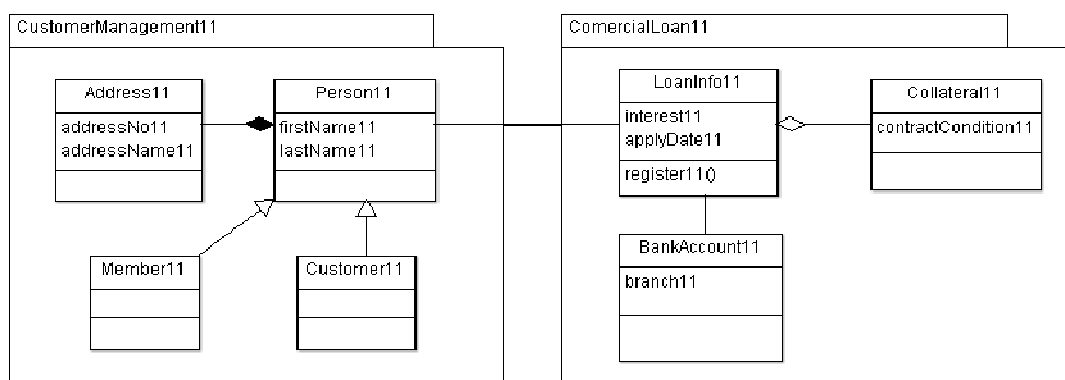 CustomerManagement11
Address11
addressNo11
addressName11
Person11
firstName11
lastName11
Member11
Customer11
ComercialLoan11
LoanInfo11
interest11
applyDate11
register11()
Collateral11
contractCondition11
BankAccount11
branch11